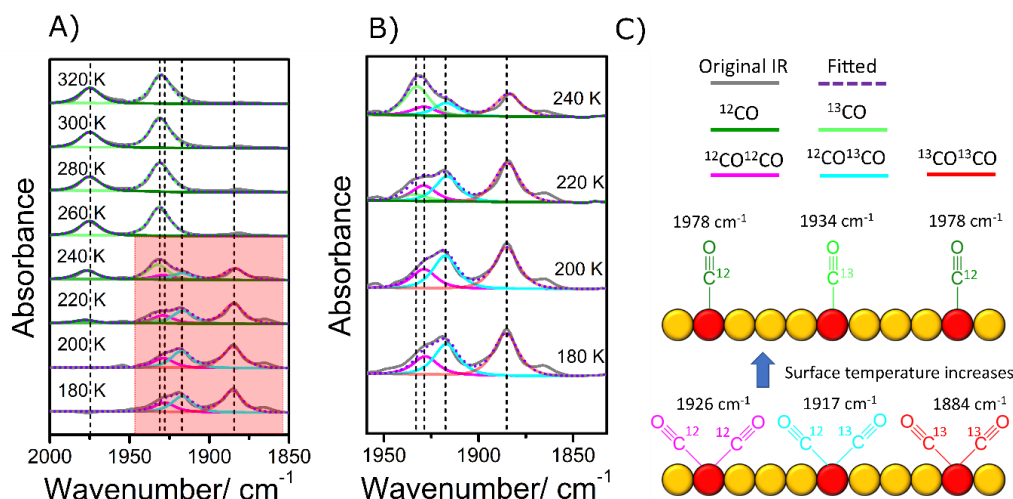 A)
Absorbance
320 K
300 K
280 K
260 K
240 K
220 K
200 K
180 K
2000 1950 1900 1850
Wavenumber/ cm⁻¹
B)
Absorbance
240 K
220 K
200 K
180 K
1950 1900 1850
Wavenumber/ cm⁻¹
C)
Original IR Fitted
¹²CO ¹³CO
¹²CO¹²CO ¹²CO¹³CO ¹³CO¹³CO
1978 cm⁻¹ 1934 cm⁻¹ 1978 cm⁻¹
O O O
C12 C13 C12
Surface temperature increases
1926 cm⁻¹ 1917 cm⁻¹ 1884 cm⁻¹
O O O O O O
C 12 12 C C 12 13 C C 13 13 C